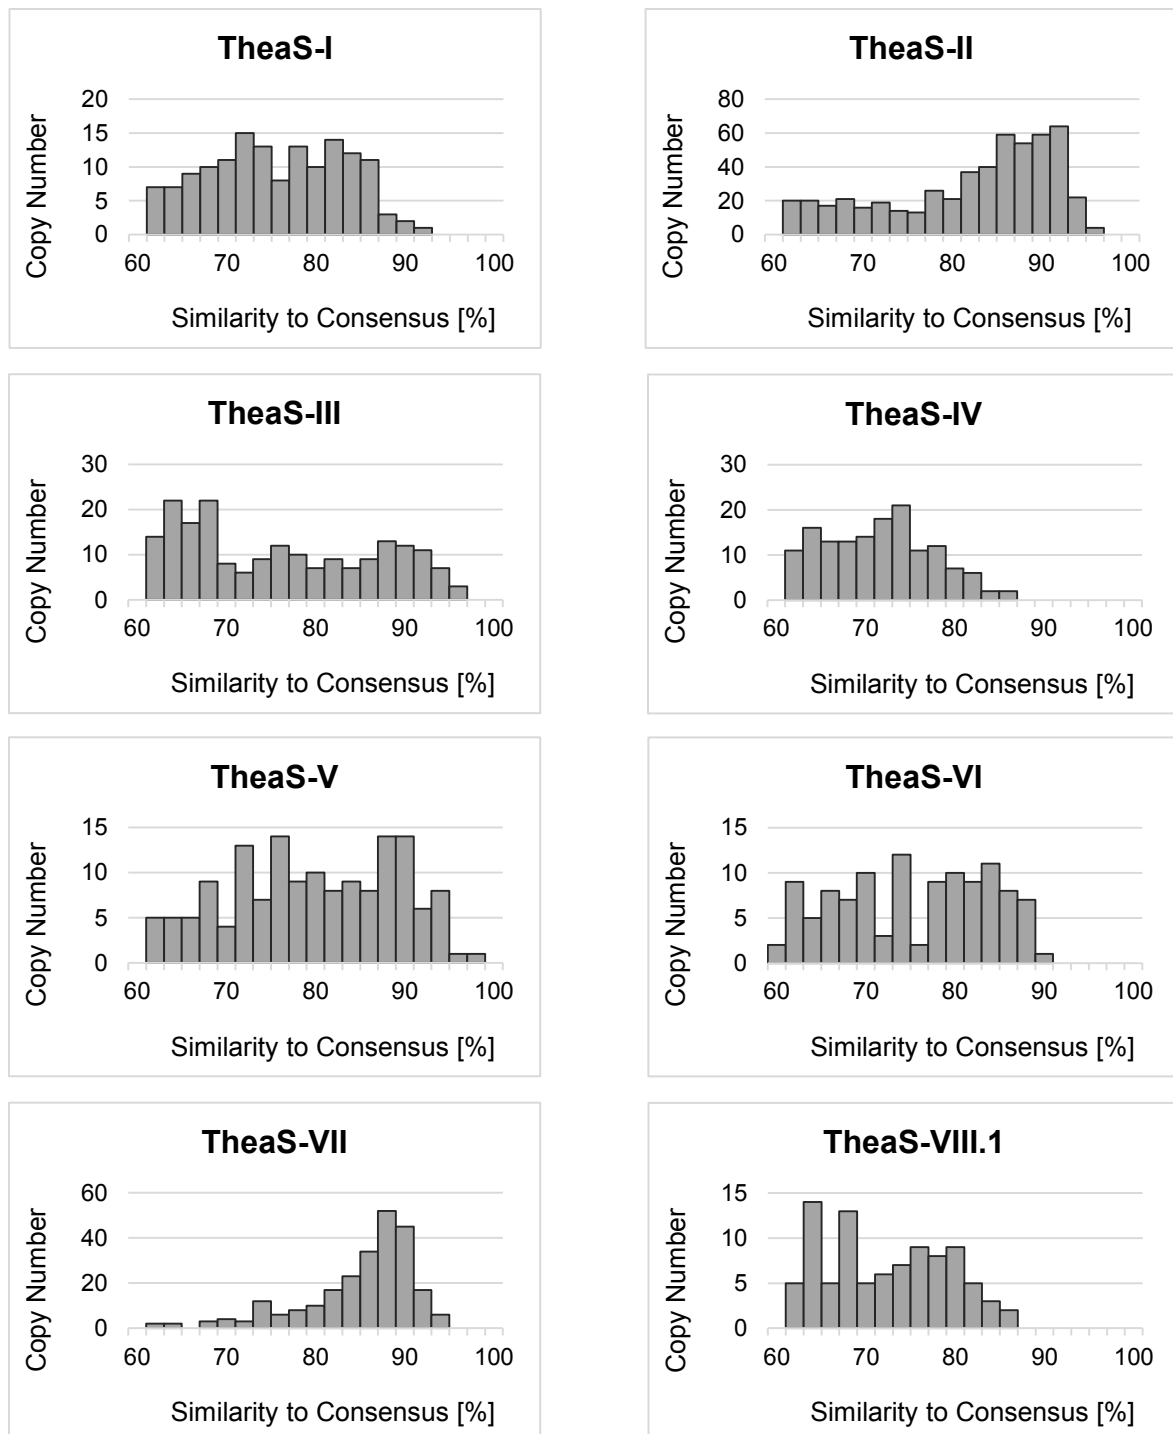 TheaS-I
Copy Number
20
15
10
5
0
60 70 80 90 100
Similarity to Consensus [%]
TheaS-II
Copy Number
80
60
40
20
0
60 70 80 90 100
Similarity to Consensus [%]
TheaS-III
Copy Number
30
20
10
0
60 70 80 90 100
Similarity to Consensus [%]
TheaS-IV
Copy Number
30
20
10
0
60 70 80 90 100
Similarity to Consensus [%]
TheaS-V
Copy Number
15
10
5
0
60 70 80 90 100
Similarity to Consensus [%]
TheaS-VI
Copy Number
15
10
5
0
60 70 80 90 100
Similarity to Consensus [%]
TheaS-VII
Copy Number
60
40
20
0
60 70 80 90 100
Similarity to Consensus [%]
TheaS-VIII.1
Copy Number
15
10
5
0
60 70 80 90 100
Similarity to Consensus [%]